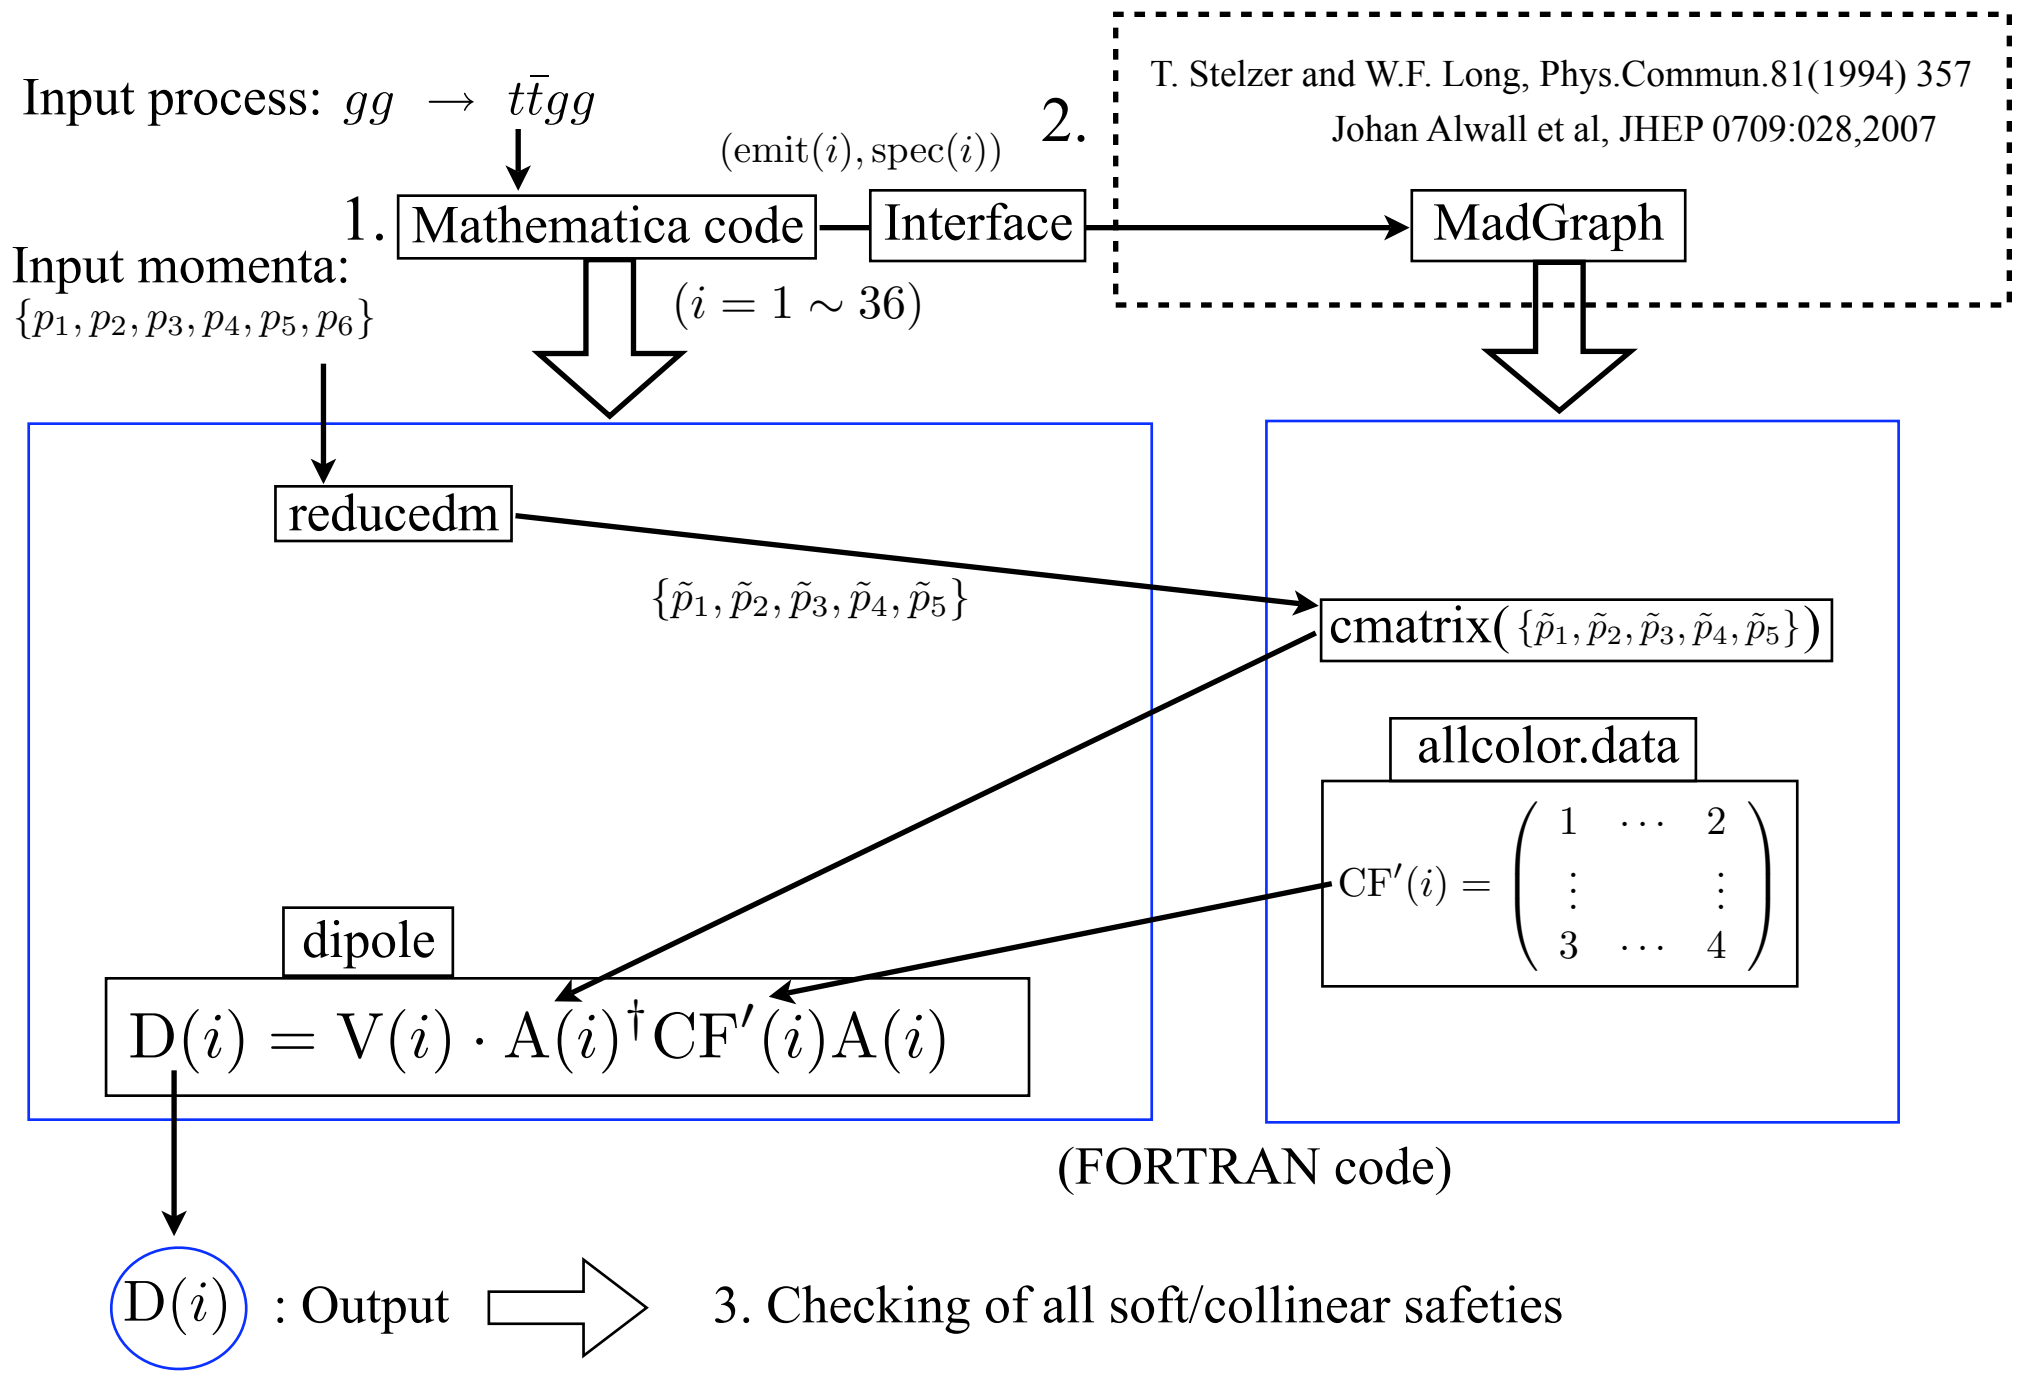 T. Stelzer and W.F. Long, Phys.Commun.81(1994) 357
Input process: gg → tt̄gg
2.
Johan Alwall et al, JHEP 0709:028,2007
(emit(i), spec(i))
1.
Mathematica code
Interface
MadGraph
Input momenta:
{p₁, p₂, p₃, p₄, p₅, p₆}
(i = 1 ∼ 36)
reducedm
{p̃₁, p̃₂, p̃₃, p̃₄, p̃₅}
cmatrix( {p̃₁, p̃₂, p̃₃, p̃₄, p̃₅} )
allcolor.data
1 ··· 2
CF′(i) = ( ⋮ ⋮ )
3 ··· 4
dipole
D(i) = V(i) · A(i)†CF′(i)A(i)
(FORTRAN code)
D(i) : Output
3. Checking of all soft/collinear safeties